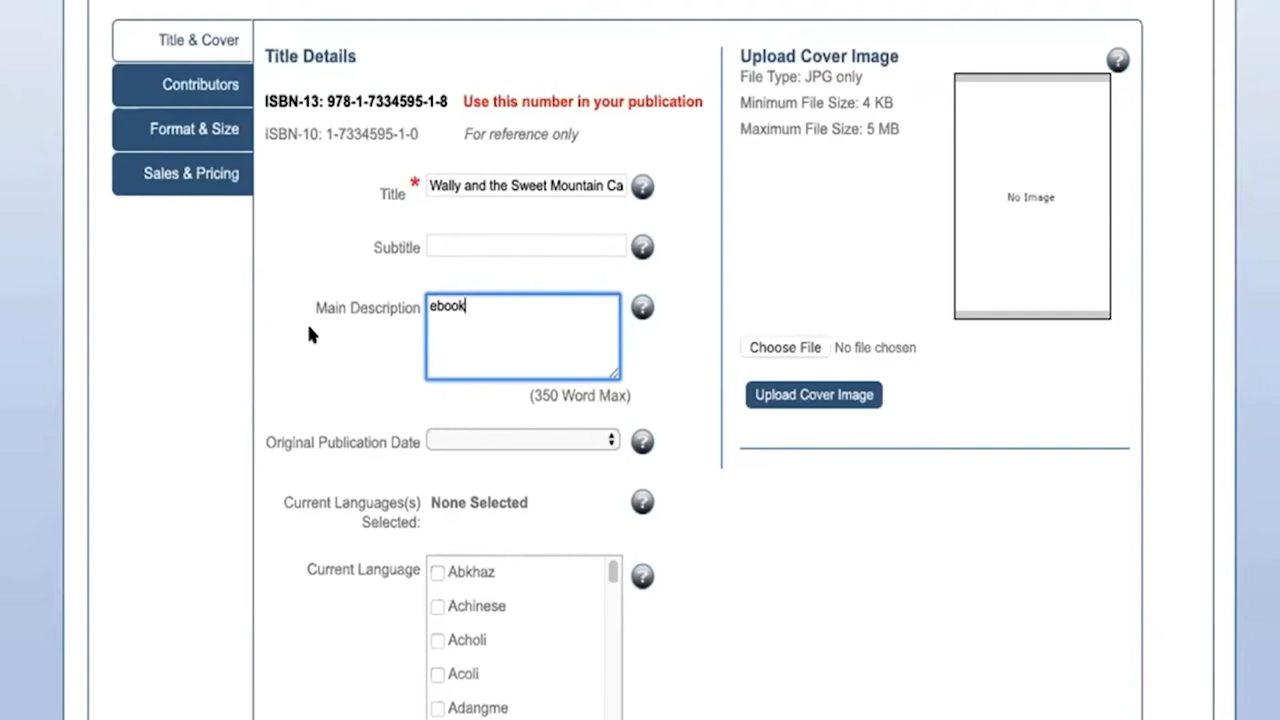 Title & Cover
Contributors
Format & Size
Sales & Pricing
Title Details
ISBN-13: 978-1-7334595-1-8 Use this number in your publication
ISBN-10: 1-7334595-1-0 For reference only
Title * Wally and the Sweet Mountain Ca ?
Subtitle ?
Main Description ebook ?
(350 Word Max)
Original Publication Date ?
Current Languages(s) Selected: None Selected ?
Current Language ?
Abkhaz
Achinese
Acholi
Acoli
Adangme
Upload Cover Image ?
File Type: JPG only
Minimum File Size: 4 KB
Maximum File Size: 5 MB
No Image
Choose File No file chosen
Upload Cover Image